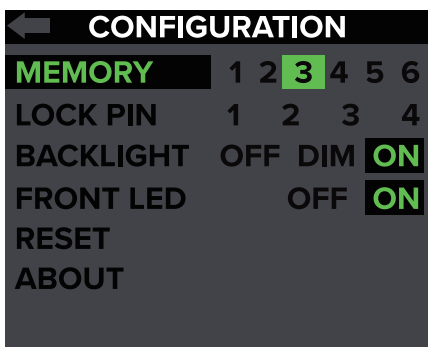 CONFIGURATION
MEMORY 1 2 3 4 5 6
LOCK PIN 1 2 3 4
BACKLIGHT OFF DIM ON
FRONT LED OFF ON
RESET
ABOUT